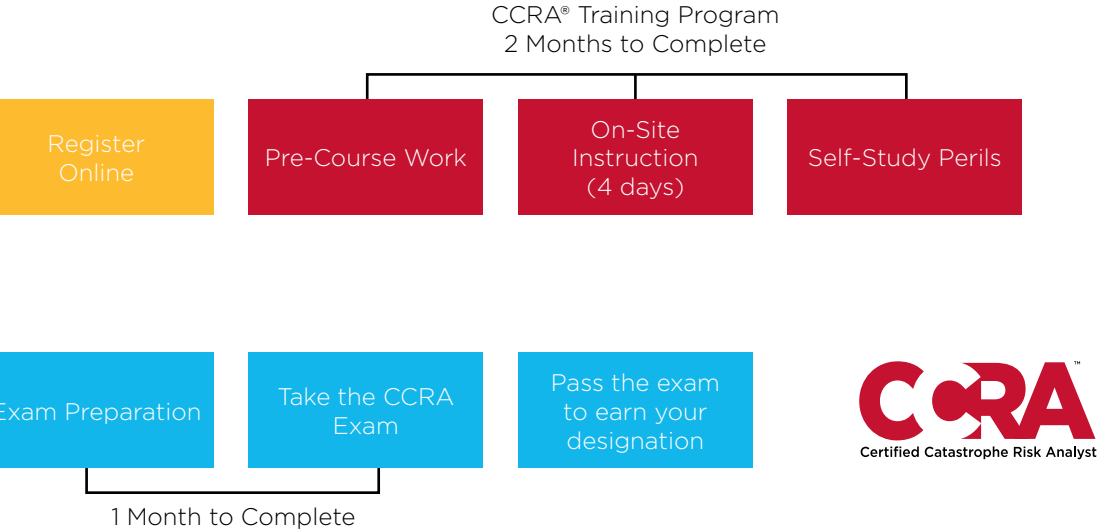 CCRA® Training Program
2 Months to Complete
Register
Online
Pre-Course Work
On-Site
Instruction
(4 days)
Self-Study Perils
Exam Preparation
Take the CCRA
Exam
Pass the exam
to earn your
designation
CCRA™
Certified Catastrophe Risk Analyst
1 Month to Complete